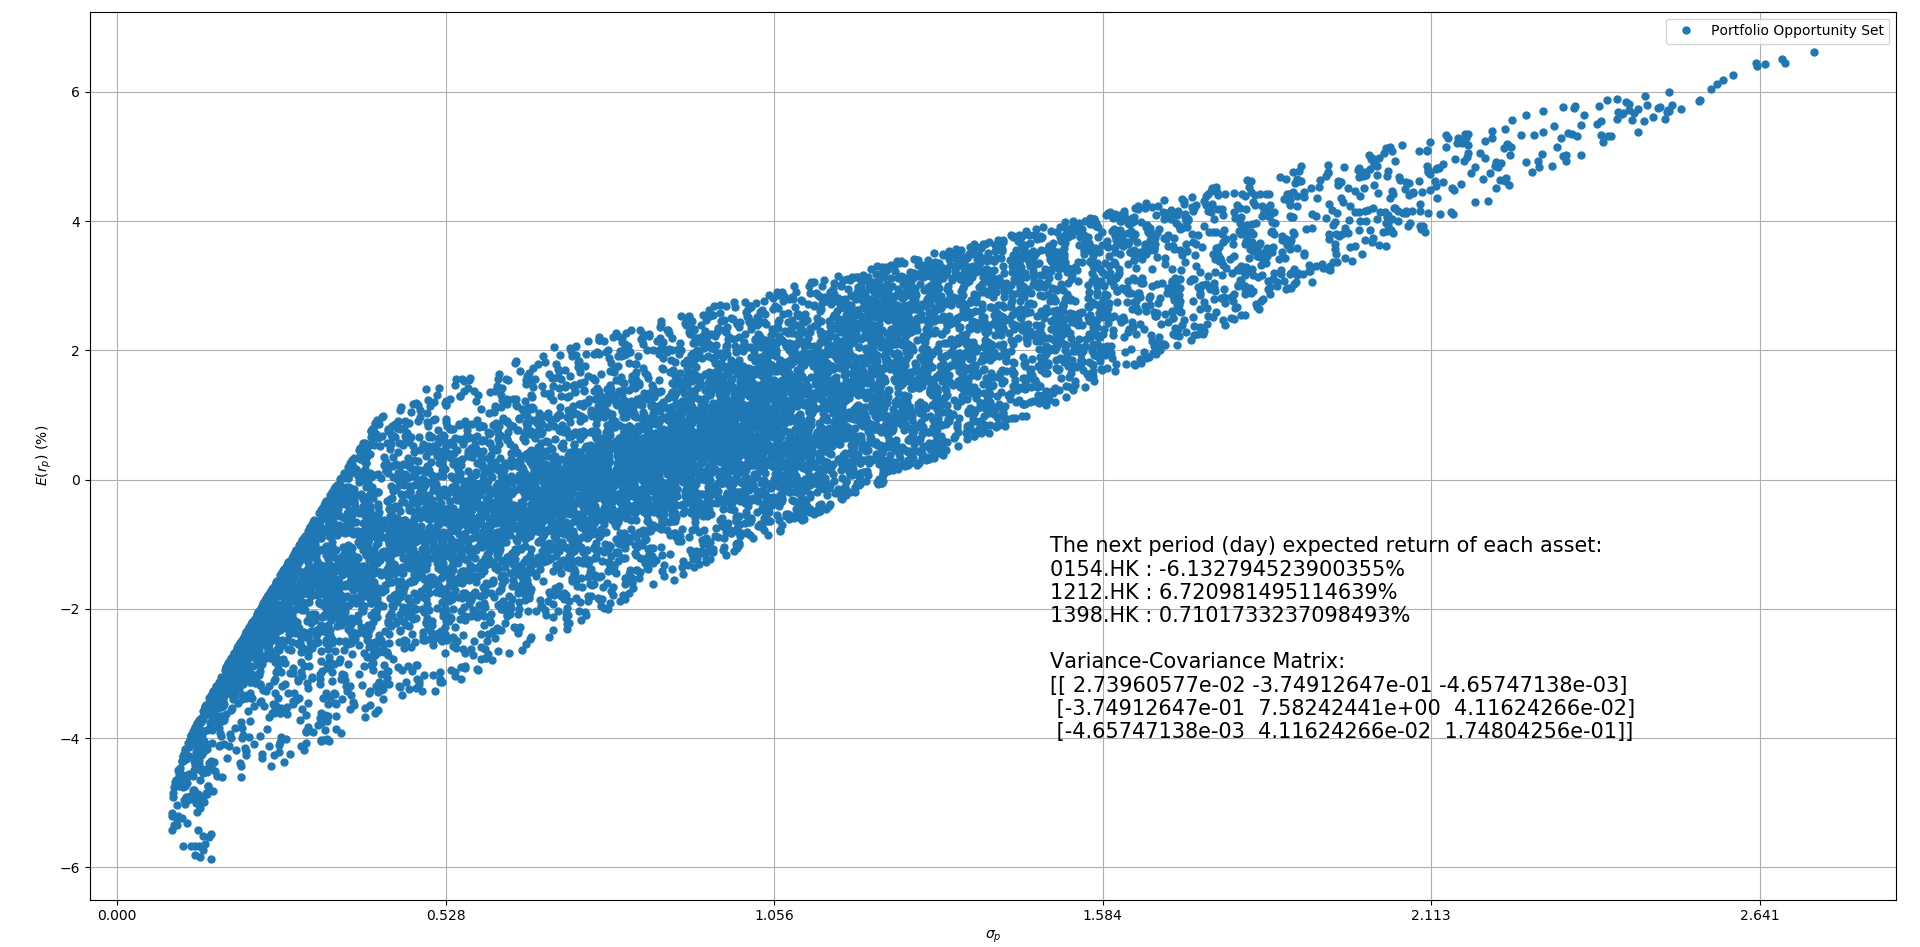 Portfolio Opportunity Set
6
4
2
0
−2
−4
−6
E(rp) (%)
The next period (day) expected return of each asset:
0154.HK : -6.132794523900355%
1212.HK : 6.720981495114639%
1398.HK : 0.7101733237098493%
Variance-Covariance Matrix:
[[ 2.73960577e-02 -3.74912647e-01 -4.65747138e-03]
[-3.74912647e-01  7.58242441e+00  4.11624266e-02]
[-4.65747138e-03  4.11624266e-02  1.74804256e-01]]
0.000 0.528 1.056 1.584 2.113 2.641
σp